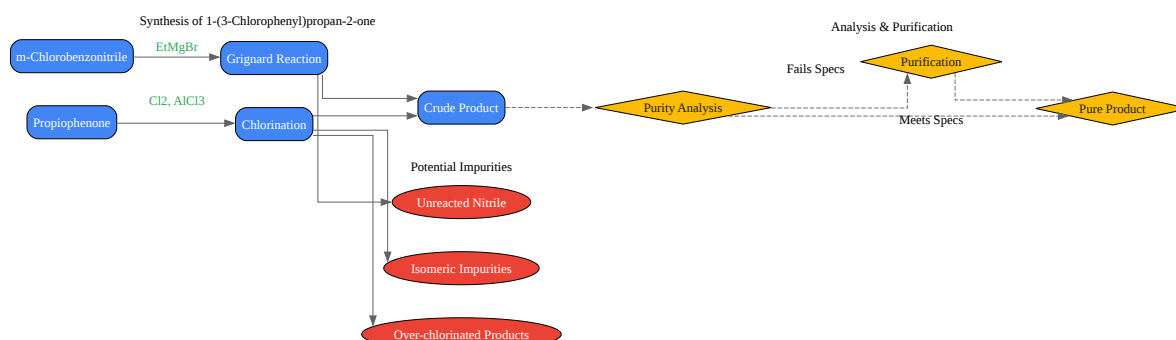 Synthesis of 1-(3-Chlorophenyl)propan-2-one
Analysis & Purification
m-Chlorobenzonitrile
EtMgBr
Grignard Reaction
Fails Specs
Purification
Cl2, AlCl3
Propiophenone
Chlorination
Crude Product
Purity Analysis
Meets Specs
Pure Product
Potential Impurities
Unreacted Nitrile
Isomeric Impurities
Over-chlorinated Products